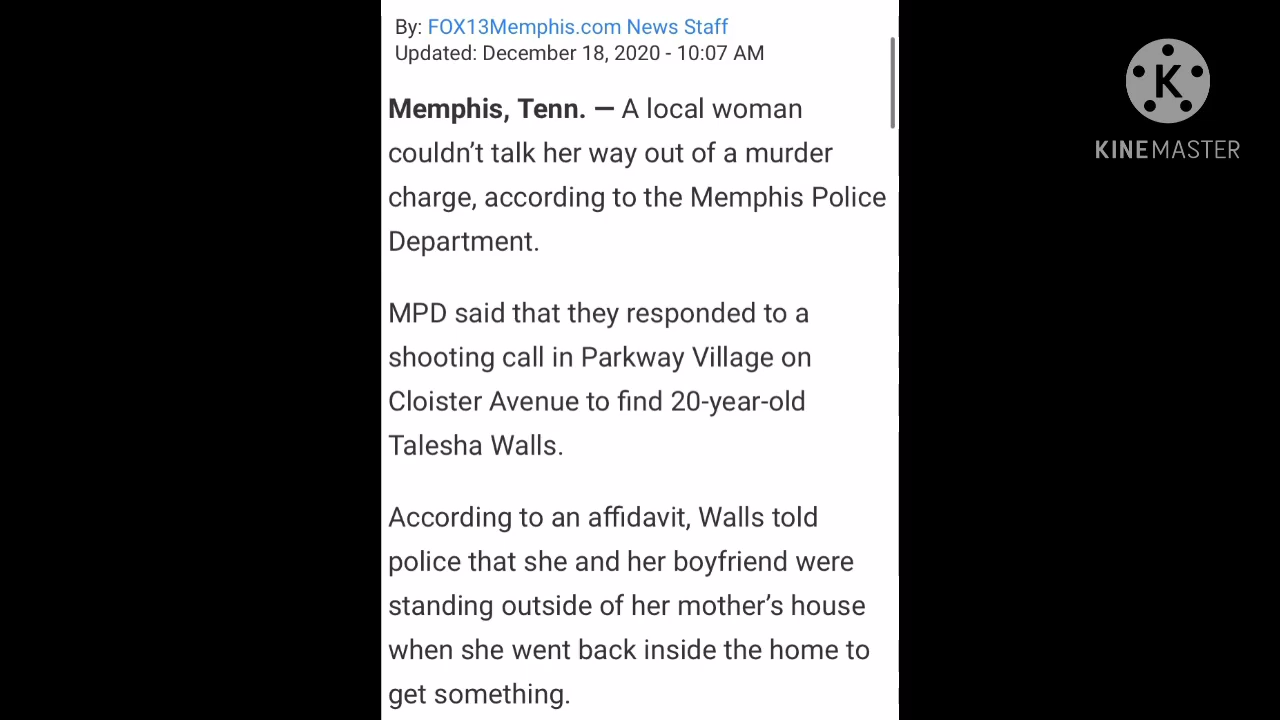 By: FOX13Memphis.com News Staff
Updated: December 18, 2020 - 10:07 AM
Memphis, Tenn. — A local woman
couldn’t talk her way out of a murder
charge, according to the Memphis Police
Department.
MPD said that they responded to a
shooting call in Parkway Village on
Cloister Avenue to find 20-year-old
Talesha Walls.
According to an affidavit, Walls told
police that she and her boyfriend were
standing outside of her mother’s house
when she went back inside the home to
get something.
K
KINEMASTER